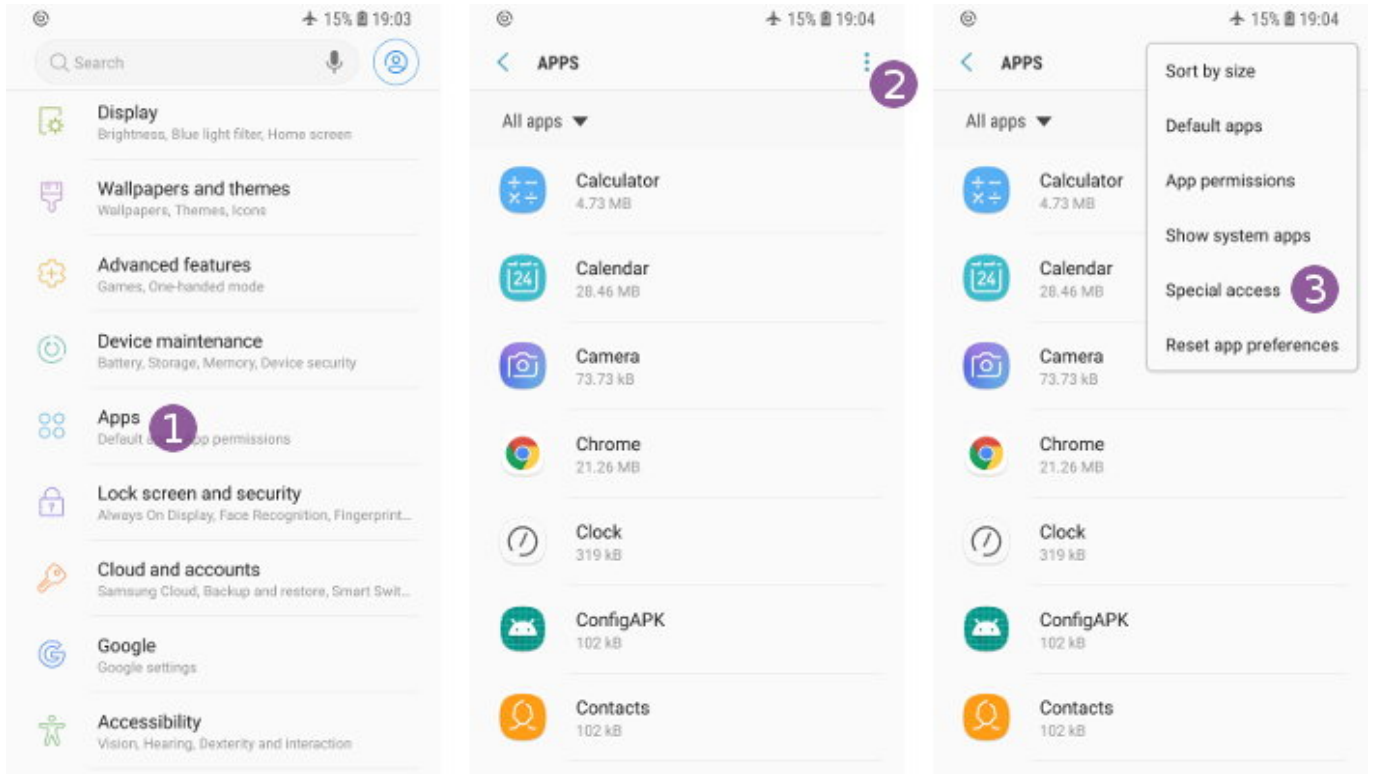 15% 19:03
Search
Display
Brightness, Blue light filter, Home screen
Wallpapers and themes
Wallpapers, Themes, Icons
Advanced features
Games, One-handed mode
Device maintenance
Battery, Storage, Memory, Device security
Apps
1
Default pp permissions
Lock screen and security
Always On Display, Face Recognition, Fingerprint...
Cloud and accounts
Samsung Cloud, Backup and restore, Smart Swit...
Google
Google settings
Accessibility
Vision, Hearing, Dexterity and interaction
15% 19:04
APPS
2
All apps
Calculator
4.73 MB
24
Calendar
28.46 MB
Camera
73.73 kB
Chrome
21.26 MB
Clock
319 kB
ConfigAPK
102 kB
Contacts
102 kB
15% 19:04
APPS
All apps
Calculator
4.73 MB
24
Calendar
28.46 MB
Camera
73.73 kB
Chrome
21.26 MB
Clock
319 kB
ConfigAPK
102 kB
Contacts
102 kB
Sort by size
Default apps
App permissions
Show system apps
Special access
3
Reset app preferences